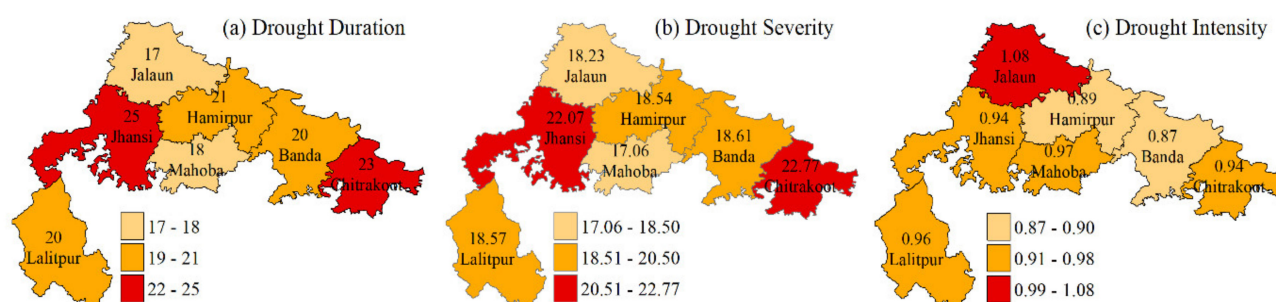 (a) Drought Duration
17
Jalaun
21
Hamirpur
25
Jhansi
18
Mahoba
20
Banda
23
Chitrakoot
20
Lalitpur
17 - 18
19 - 21
22 - 25
(b) Drought Severity
18.23
Jalaun
18.54
Hamirpur
22.07
Jhansi
17.06
Mahoba
18.61
Banda
22.77
Chitrakoot
18.57
Lalitpur
17.06 - 18.50
18.51 - 20.50
20.51 - 22.77
(c) Drought Intensity
1.08
Jalaun
0.89
Hamirpur
0.94
Jhansi
0.97
Mahoba
0.87
Banda
0.94
Chitrakoot
0.96
Lalitpur
0.87 - 0.90
0.91 - 0.98
0.99 - 1.08